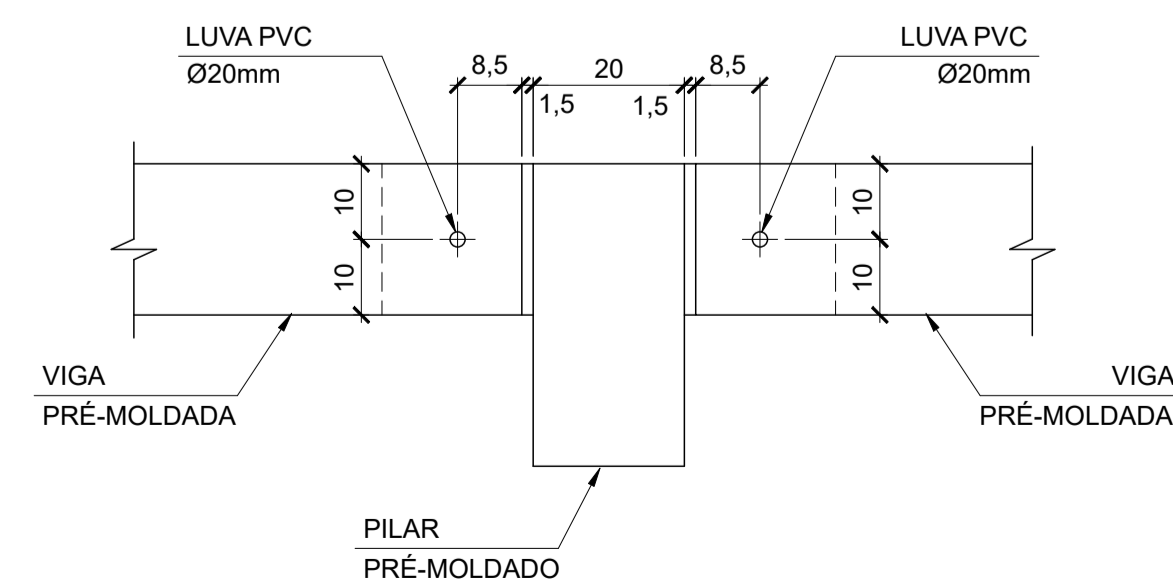 LUVA PVC
Ø20mm
8,5
20
8,5
LUVA PVC
Ø20mm
1,5
1,5
10
10
10
10
VIGA
PRÉ-MOLDADA
VIGA
PRÉ-MOLDADA
PILAR
PRÉ-MOLDADO